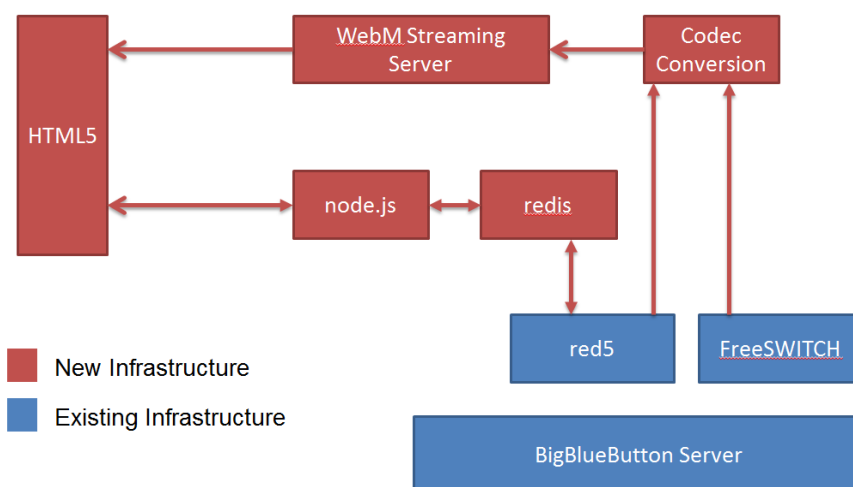 WebM Streaming
Server
Codec
Conversion
HTML5
node.js
redis
red5
FreeSWITCH
New Infrastructure
Existing Infrastructure
BigBlueButton Server